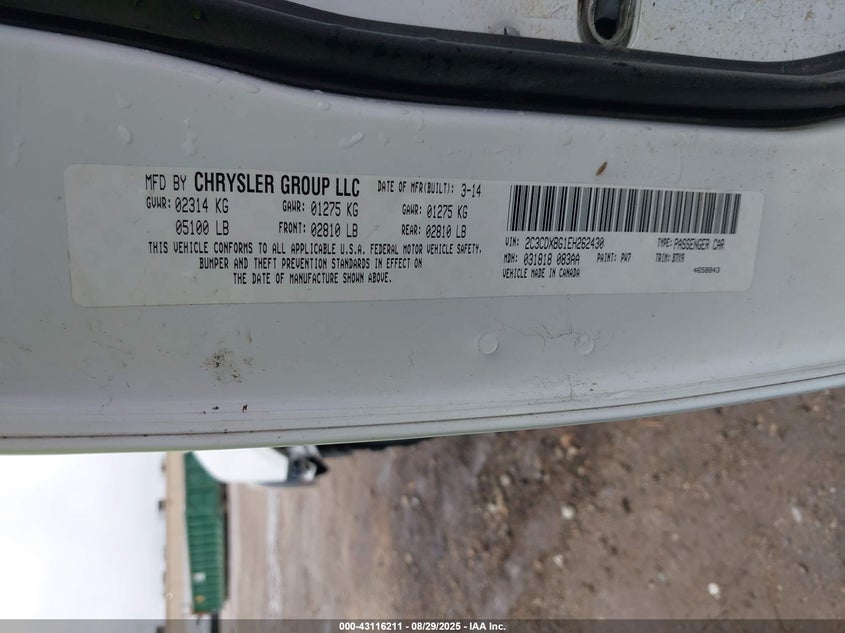 MFD BY CHRYSLER GROUP LLC DATE OF MFR(BUILT): 3-14
GVWR: 02314 KG GAWR: 01275 KG GAWR: 01275 KG
05100 LB FRONT: 02810 LB REAR: 02810 LB
THIS VEHICLE CONFORMS TO ALL APPLICABLE U.S.A. FEDERAL MOTOR VEHICLE SAFETY,
BUMPER AND THEFT PREVENTION STANDARDS IN EFFECT ON
THE DATE OF MANUFACTURE SHOWN ABOVE.
VIN: 2C3CDXBG1EH262430 TYPE: PASSENGER CAR
MDH: 031818 083AA PAINT: PW7 TRIM: D7X9
VEHICLE MADE IN CANADA 4658843
000-43116211 - 08/29/2025 - IAA Inc.